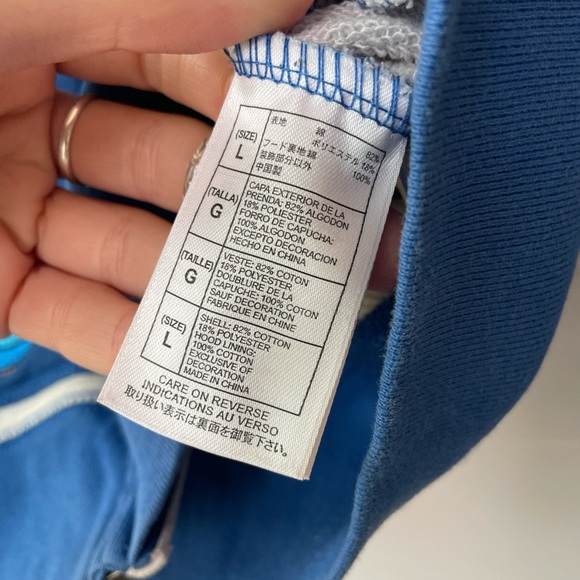 (SIZE)
L
表地 綿 82%
ポリエステル 18%
フード裏地 綿 100%
装飾部分以外
中国製
(TALLA)
G
CAPA EXTERIOR DE LA
PRENDA: 82% ALGODON
18% POLIESTER
FORRO DE CAPUCHA:
100% ALGODON
EXCEPTO DECORACION
HECHO EN CHINA
(TAILLE)
G
VESTE: 82% COTON
18% POLYESTER
DOUBLURE DE LA
CAPUCHE: 100% COTON
SAUF DECORATION
FABRIQUE EN CHINE
(SIZE)
L
SHELL: 82% COTTON
18% POLYESTER
HOOD LINING:
100% COTTON
EXCLUSIVE OF
DECORATION
MADE IN CHINA
CARE ON REVERSE
INDICATIONS AU VERSO
取り扱い表示は裏面を御覧下さい。